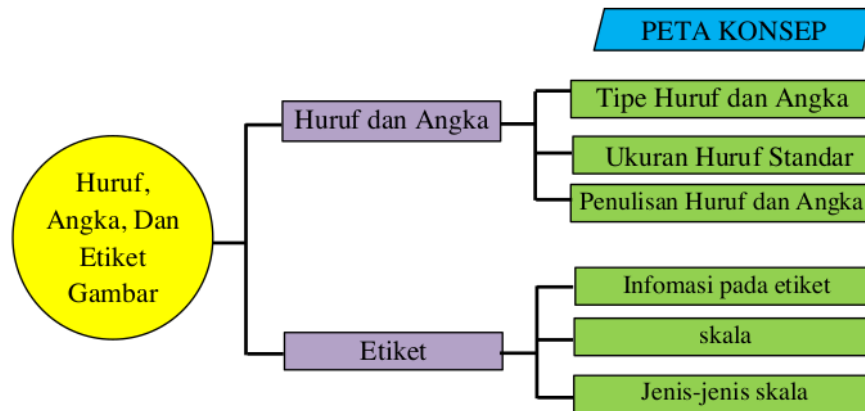 PETA KONSEP
Huruf,
Angka, Dan
Etiket
Gambar
Huruf dan Angka
Tipe Huruf dan Angka
Ukuran Huruf Standar
Penulisan Huruf dan Angka
Etiket
Infomasi pada etiket
skala
Jenis-jenis skala